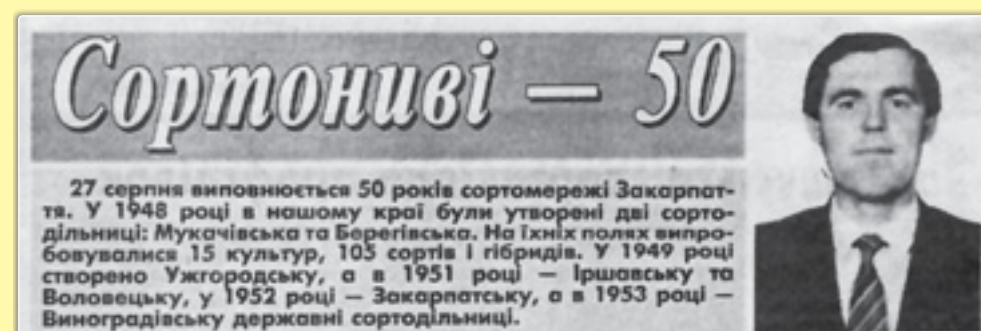 Сортониві — 50
27 серпня виповнюється 50 років сортомережі Закарпат-
тя. У 1948 році в нашому краї були утворені дві сорто-
дільниці: Мукачівська та Берегівська. На їхніх полях випро-
бовувалися 15 культур, 105 сортів і гібридів. У 1949 році
створено Ужгородську, а в 1951 році — Іршавську та
Воловецьку, у 1952 році — Закарпатську, а в 1953 році —
Виноградівську державні сортодільниці.